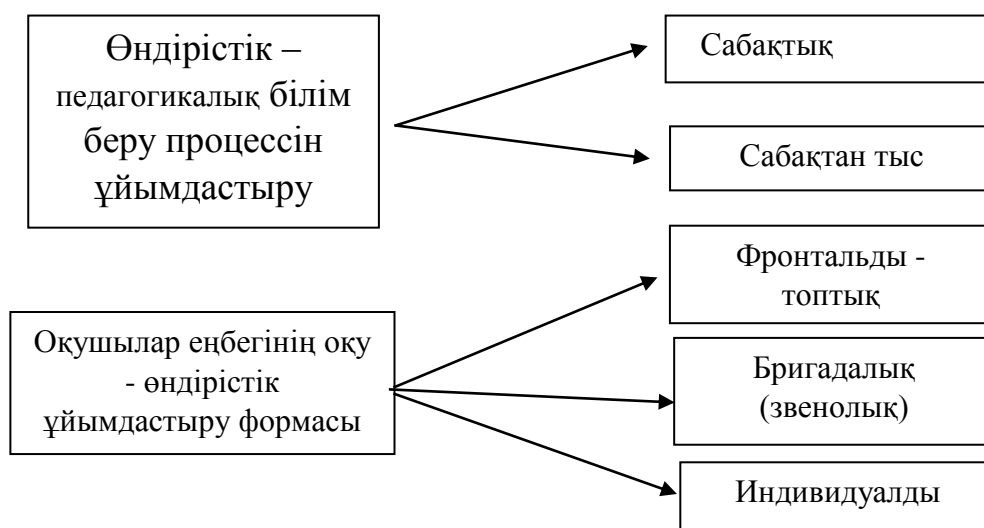 Өндірістік –
педагогикалық білім
беру процессін
ұйымдастыру
Сабақтық
Сабақтан тыс
Оқушылар еңбегінің оқу
- өндірістік
ұйымдастыру формасы
Фронтальды -
топтық
Бригадалық
(звенолық)
Индивидуалды